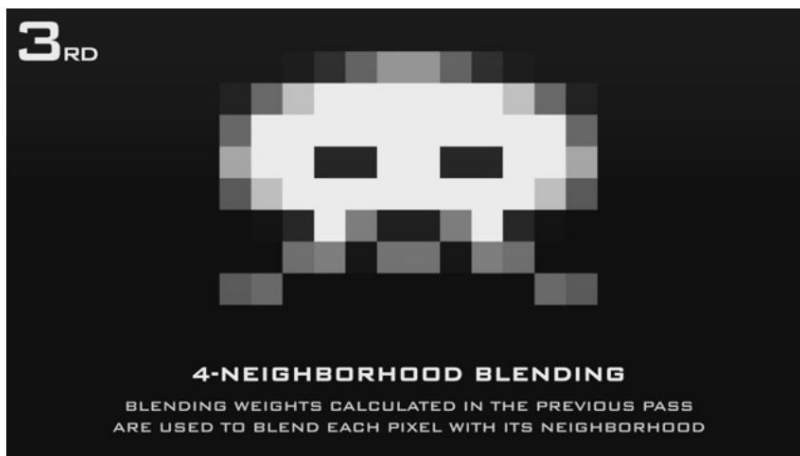 3RD
4-NEIGHBORHOOD BLENDING
BLENDING WEIGHTS CALCULATED IN THE PREVIOUS PASS
ARE USED TO BLEND EACH PIXEL WITH ITS NEIGHBORHOOD